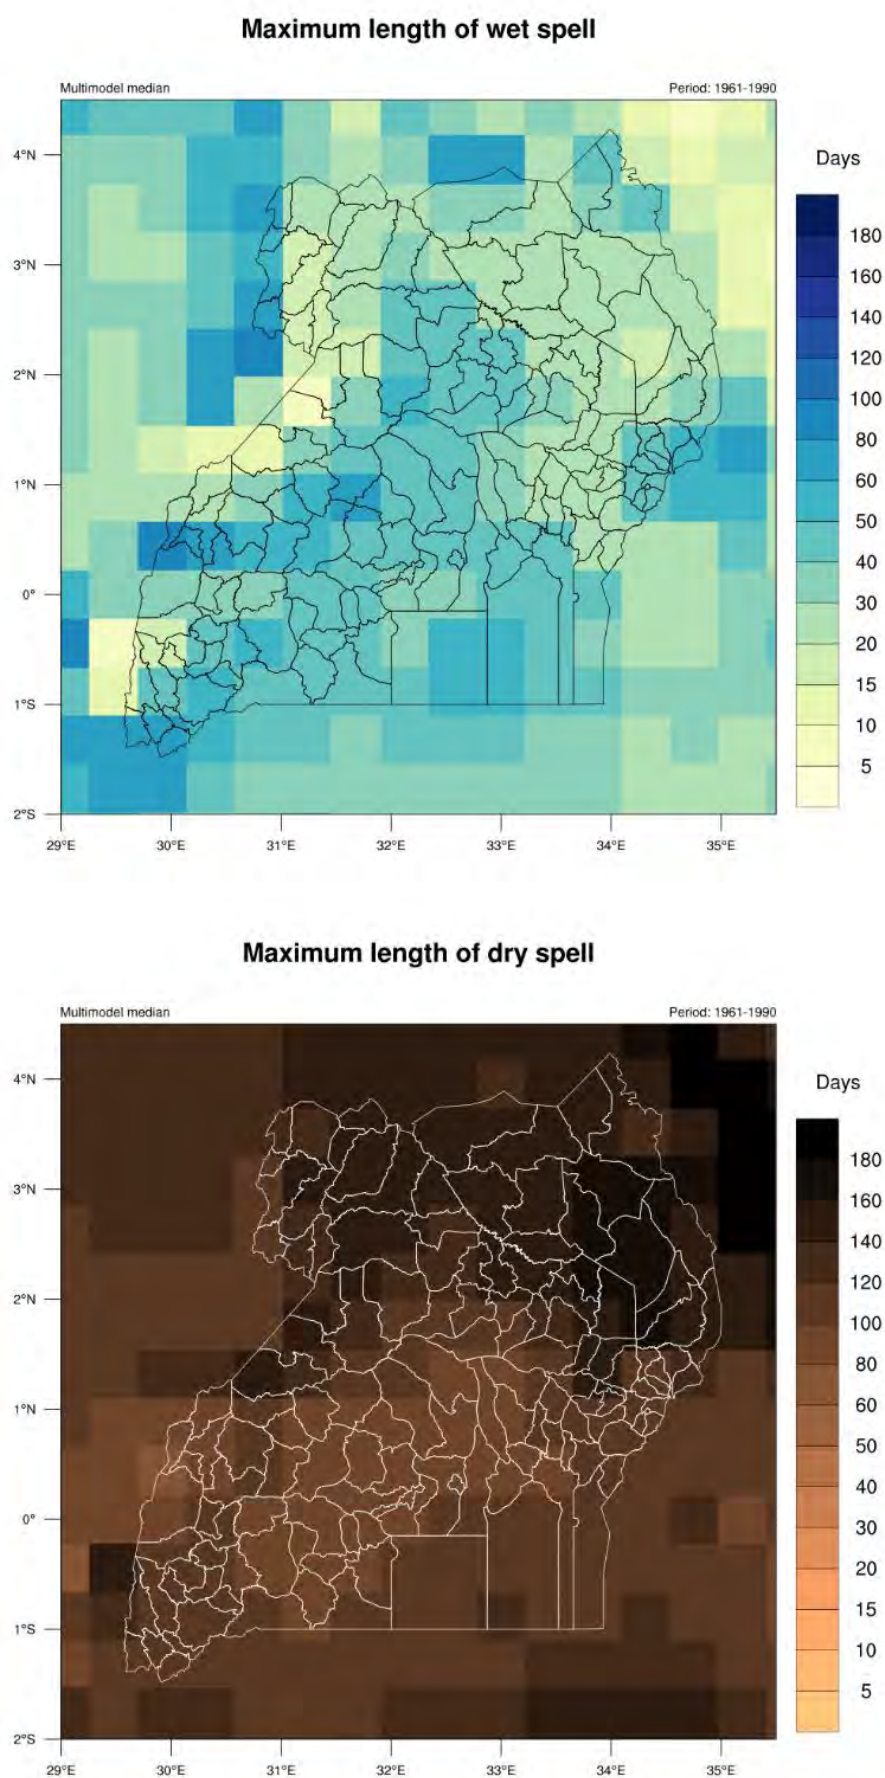 Maximum length of wet spell
Multimodel median Period: 1961-1990
Days
4°N
3°N
2°N
1°N
0°
1°S
2°S
180
160
140
120
100
80
60
50
40
30
20
15
10
5
29°E 30°E 31°E 32°E 33°E 34°E 35°E
Maximum length of dry spell
Multimodel median Period: 1961-1990
Days
4°N
3°N
2°N
1°N
0°
1°S
2°S
180
160
140
120
100
80
60
50
40
30
20
15
10
5
29°E 30°E 31°E 32°E 33°E 34°E 35°E